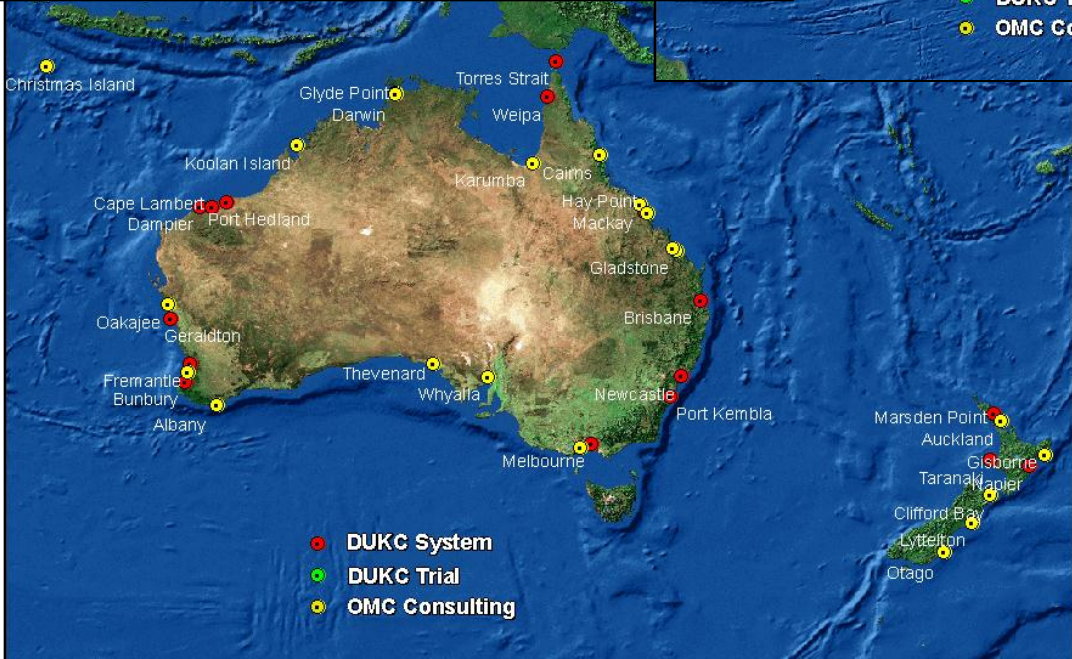 DUKC
OMC
Christmas Island
Torres Strait
Glyde Point
Darwin
Weipa
Koolan Island
Karumba
Cairns
Cape Lambert
Dampier
Port Hedland
Hay Point
Mackay
Gladstone
Oakajee
Geraldton
Brisbane
Fremantle
Bunbury
Albany
Thevenard
Whyalla
Newcastle
Port Kembla
Melbourne
Marsden Point
Auckland
Gisborne
Taranaki
Napier
Clifford Bay
Lyttelton
Otago
DUKC System
DUKC Trial
OMC Consulting